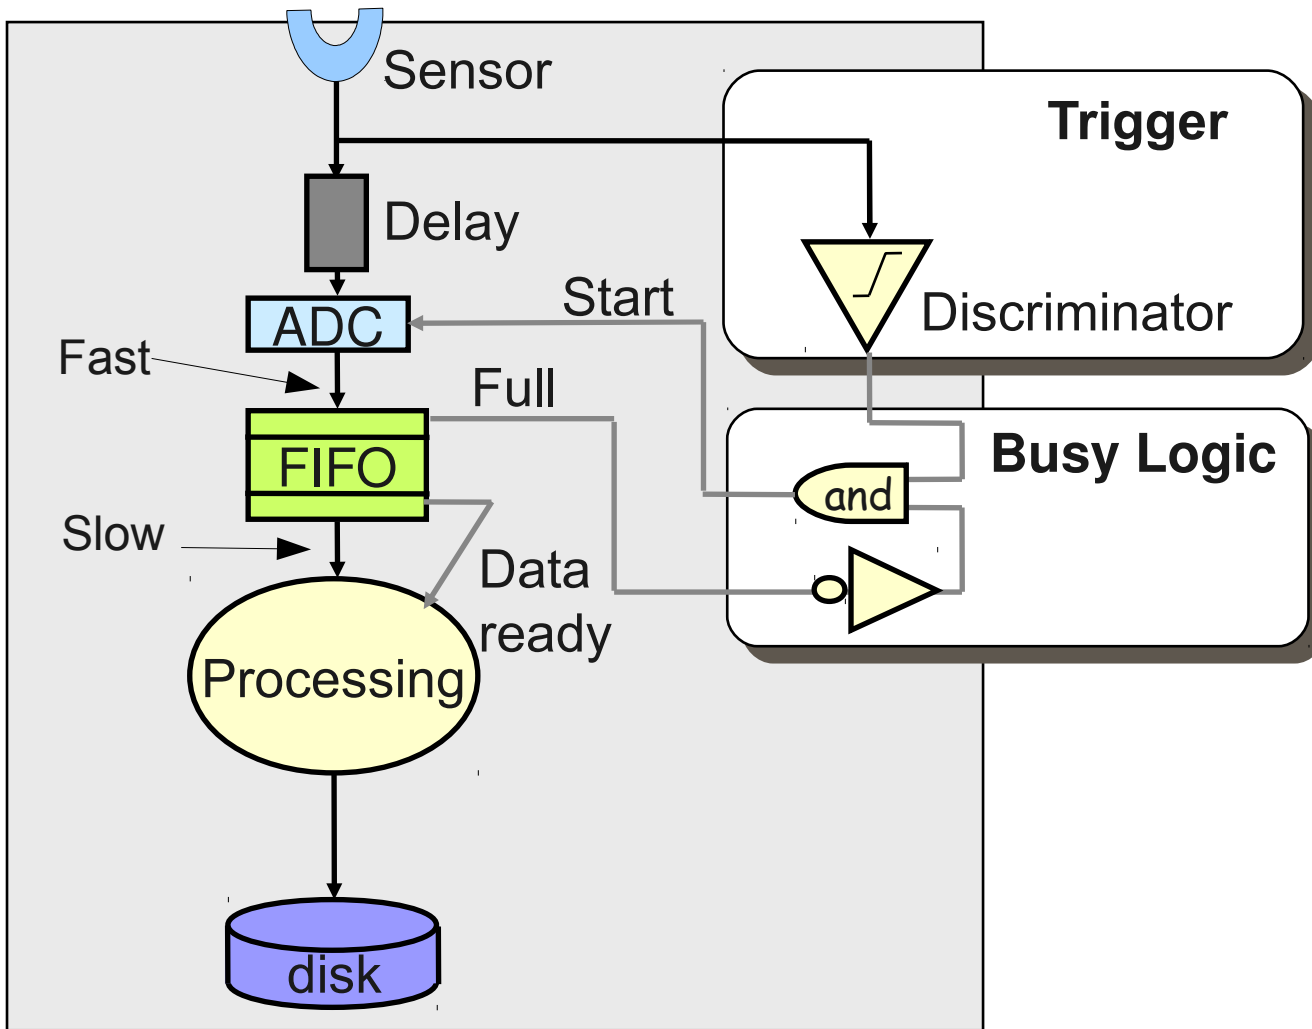 Sensor
Trigger
Delay
Start
Discriminator
ADC
Fast
Full
Busy Logic
FIFO
and
Slow
Data
ready
Processing
disk